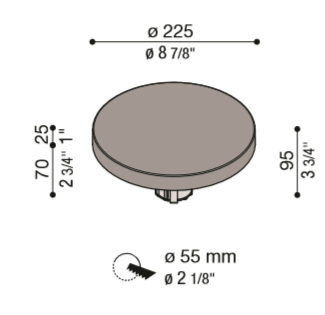 ø 225
ø 8 7/8"
25
1"
70
2 3/4"
95
3 3/4"
ø 55 mm
ø 2 1/8"